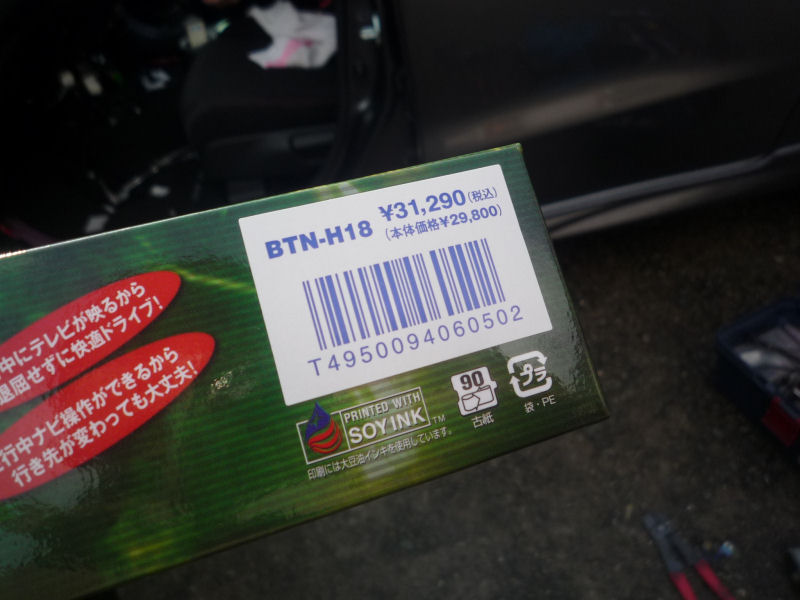 BTN-H18 ¥31,290(税込)
(本体価格¥29,800)
T4950094060502
中にテレビが映るから
退屈せずに快適ドライブ!
行中ナビ操作ができるから
行き先が変わっても大丈夫!
PRINTED WITH
SOY INK™
印刷には大豆油インキを使用しています。
90
古紙
プラ
袋・PE